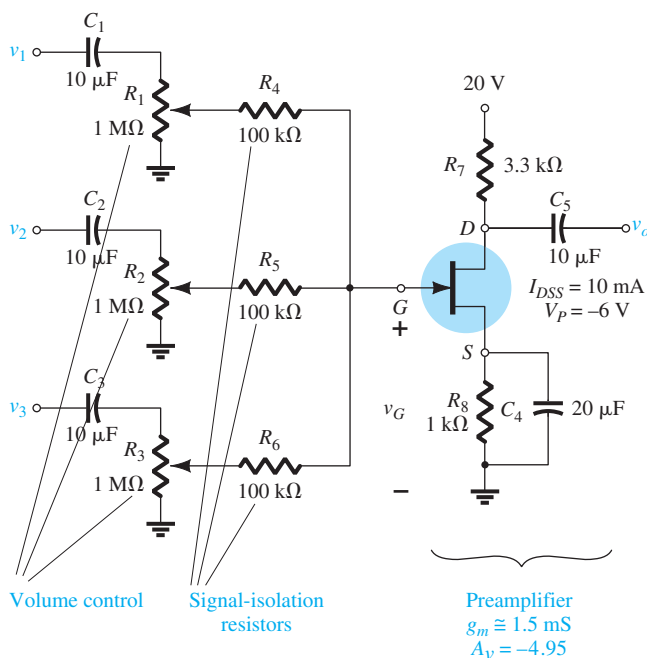 C1
v1
10 μF
R1
1 MΩ
R4
100 kΩ
20 V
R7
3.3 kΩ
C2
v2
10 μF
R2
1 MΩ
R5
100 kΩ
D
C5
vo
10 μF
IDSS = 10 mA
VP = –6 V
G
+
S
C3
v3
10 μF
R3
1 MΩ
R6
100 kΩ
vG
R8
1 kΩ
C4
20 μF
–
Volume control
Signal-isolation
resistors
Preamplifier
gm ≅ 1.5 mS
Av = –4.95